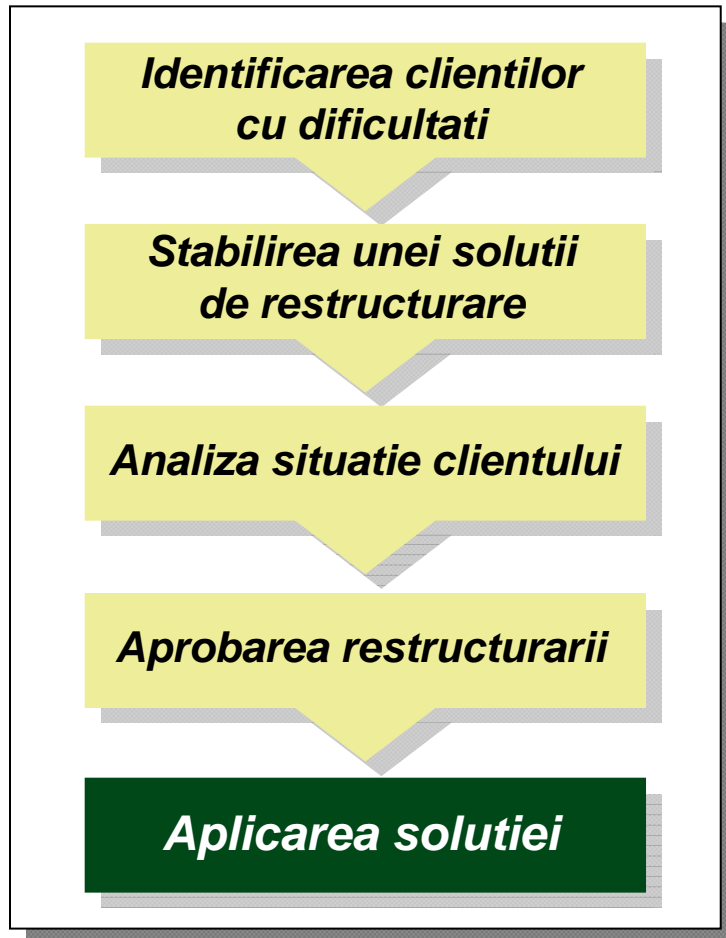 Identificarea clientilor
cu dificultati
Stabilirea unei solutii
de restructurare
Analiza situatie clientului
Aprobarea restructurarii
Aplicarea solutiei